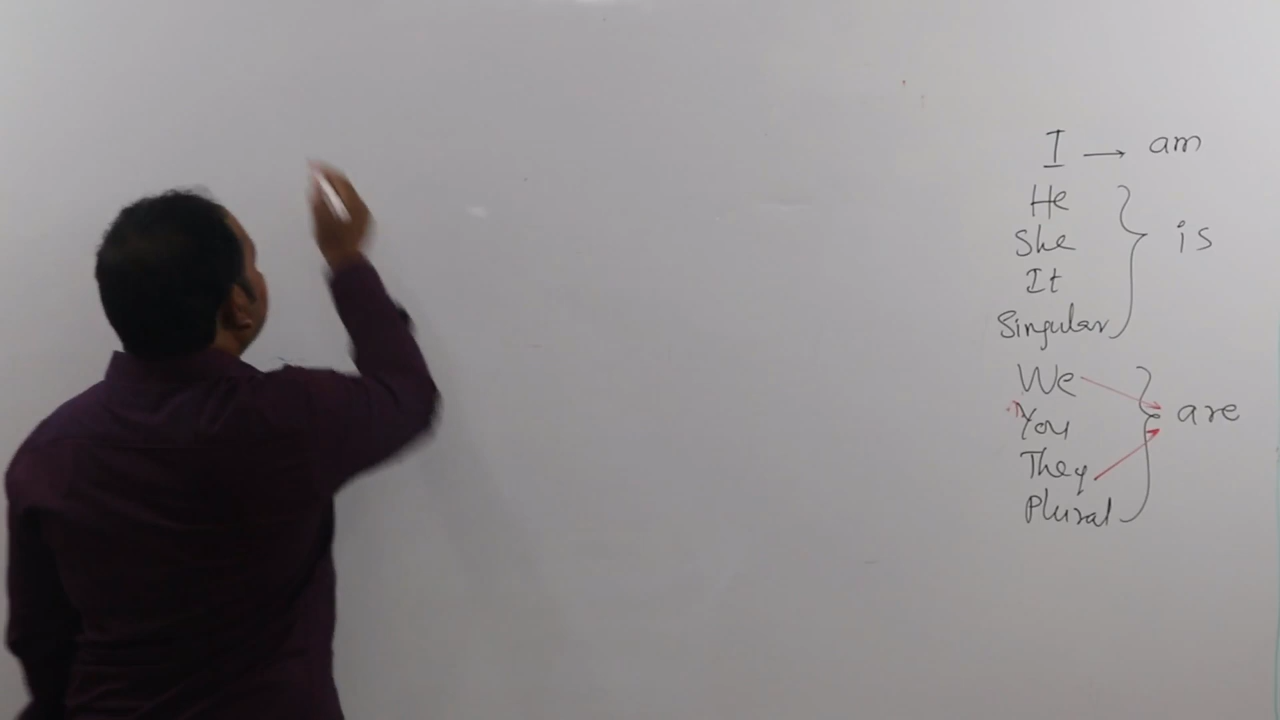 I → am
He
She
It
Singular
is
We
You
They
Plural
are